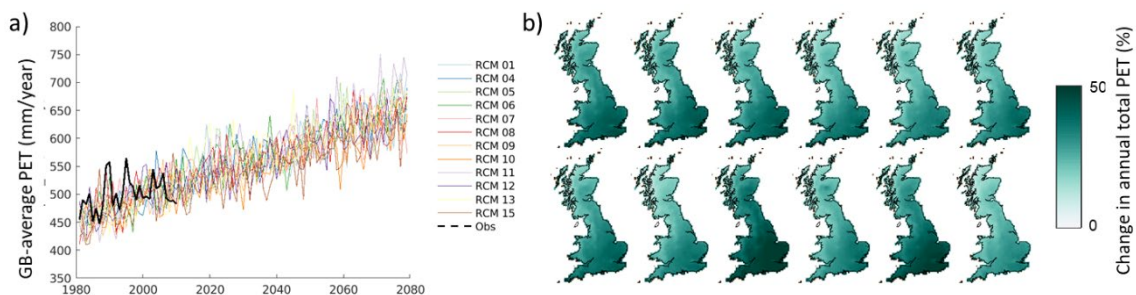 a)
GB-average PET (mm/year)
800
750
700
650
600
550
500
450
400
350
1980
2000
2020
2040
2060
2080
RCM 01
RCM 04
RCM 05
RCM 06
RCM 07
RCM 08
RCM 09
RCM 10
RCM 11
RCM 12
RCM 13
RCM 15
Obs
b)
50
0
Change in annual total PET (%)